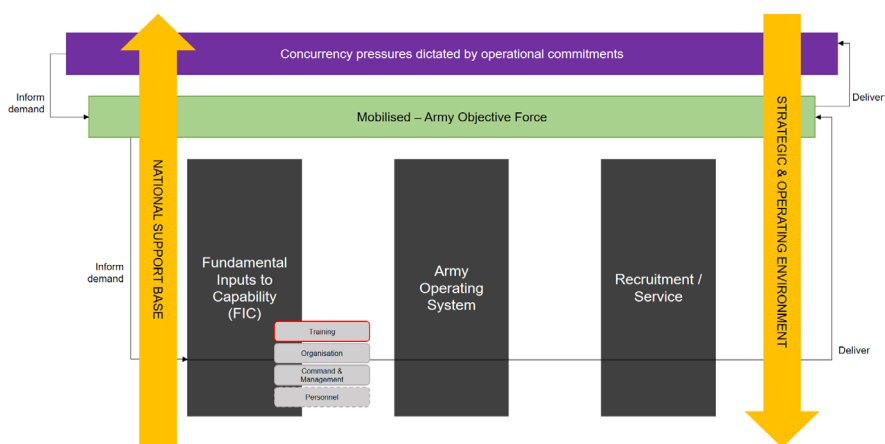 Concurrency pressures dictated by operational commitments
Inform
demand
Deliver
Mobilised – Army Objective Force
NATIONAL SUPPORT BASE
STRATEGIC & OPERATING ENVIRONMENT
Inform
demand
Fundamental
Inputs to
Capability
(FIC)
Army
Operating
System
Recruitment /
Service
Training
Organisation
Command &
Management
Personnel
Deliver